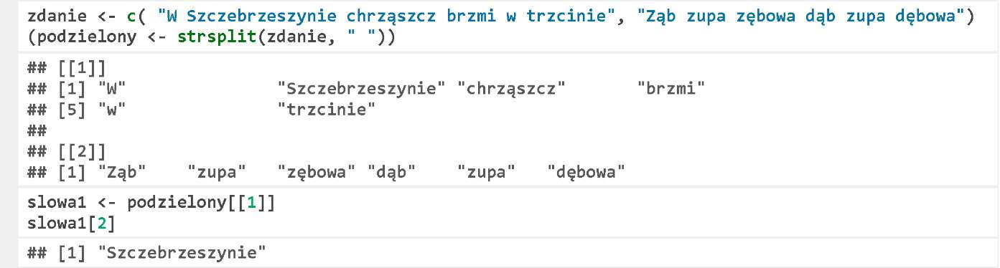 zdanie <- c( "W Szczebrzeszynie chrząszcz brzmi w trzcinie", "Ząb zupa zębowa dąb zupa dębowa")
(podzielony <- strsplit(zdanie, " "))
## [[1]]
## [1] "W"               "Szczebrzeszynie" "chrząszcz"       "brzmi"
## [5] "w"               "trzcinie"
##
## [[2]]
## [1] "Ząb"    "zupa"   "zębowa" "dąb"    "zupa"   "dębowa"
slowa1 <- podzielony[[1]]
slowa1[2]
## [1] "Szczebrzeszynie"